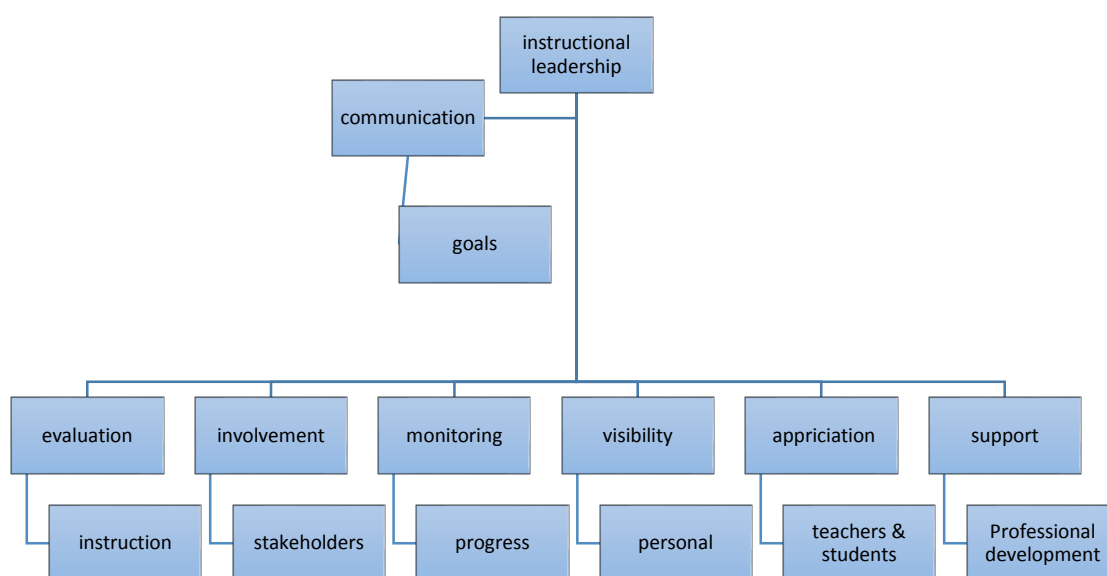 instructional
leadership
communication
goals
evaluation
involvement
monitoring
visibility
appriciation
support
instruction
stakeholders
progress
personal
teachers &
students
Professional
development